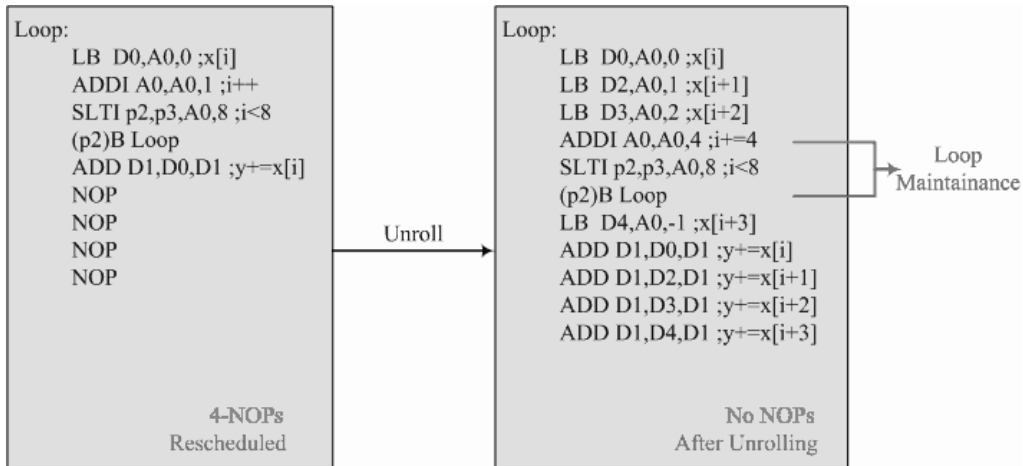 Loop:
LB D0,A0,0 ;x[i]
ADDI A0,A0,1 ;i++
SLTI p2,p3,A0,8 ;i<8
(p2)B Loop
ADD D1,D0,D1 ;y+=x[i]
NOP
NOP
NOP
NOP
4-NOPs
Rescheduled
Unroll
Loop:
LB D0,A0,0 ;x[i]
LB D2,A0,1 ;x[i+1]
LB D3,A0,2 ;x[i+2]
ADDI A0,A0,4 ;i+=4
SLTI p2,p3,A0,8 ;i<8
(p2)B Loop
LB D4,A0,-1 ;x[i+3]
ADD D1,D0,D1 ;y+=x[i]
ADD D1,D2,D1 ;y+=x[i+1]
ADD D1,D3,D1 ;y+=x[i+2]
ADD D1,D4,D1 ;y+=x[i+3]
No NOPs
After Unrolling
Loop
Maintainance